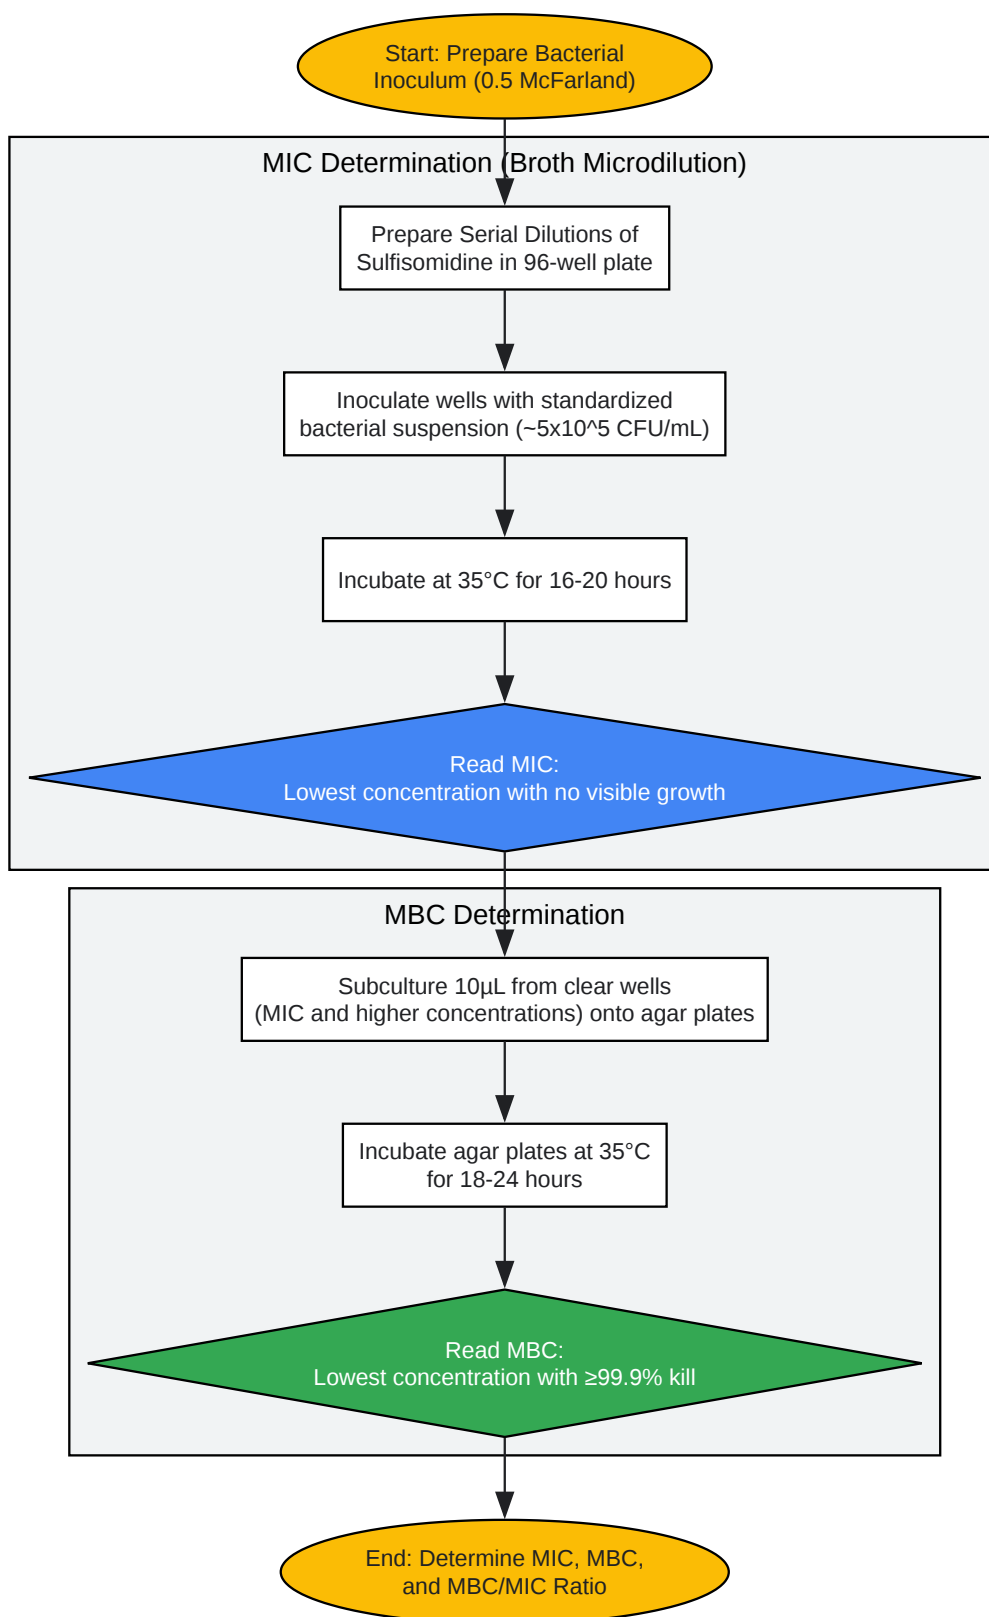 Start: Prepare Bacterial
Inoculum (0.5 McFarland)
MIC Determination (Broth Microdilution)
Prepare Serial Dilutions of
Sulfisomidine in 96-well plate
Inoculate wells with standardized
bacterial suspension (~5x10^5 CFU/mL)
Incubate at 35°C for 16-20 hours
Read MIC:
Lowest concentration with no visible growth
MBC Determination
Subculture 10µL from clear wells
(MIC and higher concentrations) onto agar plates
Incubate agar plates at 35°C
for 18-24 hours
Read MBC:
Lowest concentration with ≥99.9% kill
End: Determine MIC, MBC,
and MBC/MIC Ratio